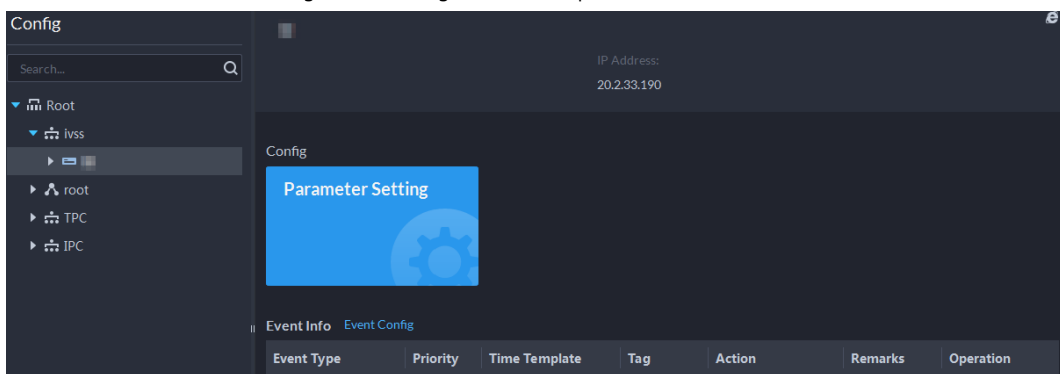 Config
IP Address:
Search...
20.2.33.190
Root
ivss
Config
Parameter Setting
root
TPC
IPC
Event Info Event Config
Event Type Priority Time Template Tag Action Remarks Operation